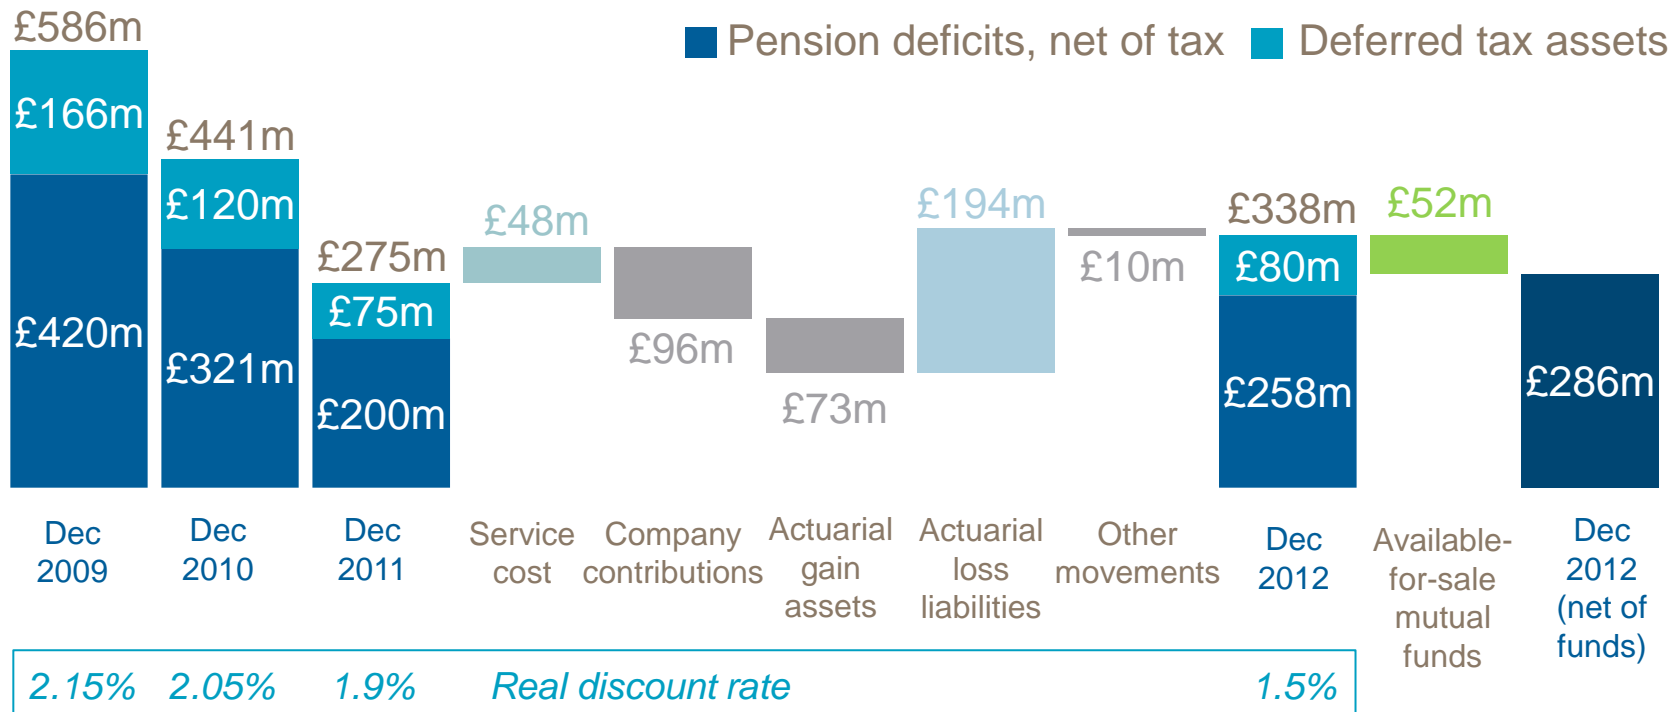 £586m
Pension deficits, net of tax
Deferred tax assets
£166m
£441m
£120m
£420m
£321m
£275m
£75m
£200m
£48m
£96m
£73m
£194m
£10m
£338m
£80m
£258m
£52m
£286m
Dec
2009
Dec
2010
Dec
2011
Service
cost
Company
contributions
Actuarial
gain
assets
Actuarial
loss
liabilities
Other
movements
Dec
2012
Available-
for-sale
mutual
funds
Dec
2012
(net of
funds)
2.15%
2.05%
1.9%
Real discount rate
1.5%